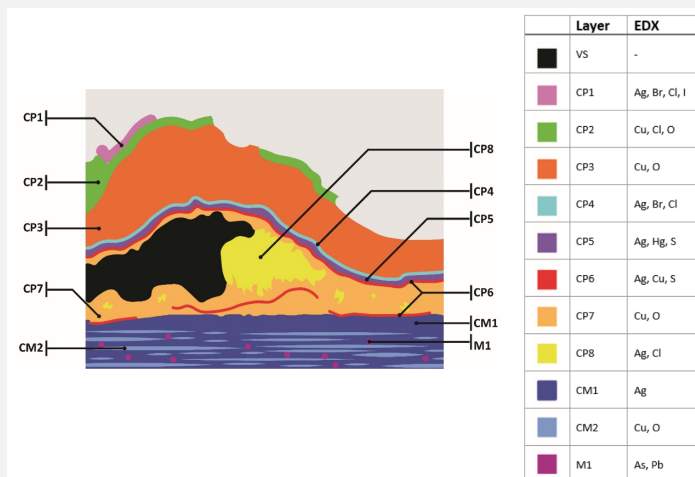 CP1
CP2
CP3
CP7
CM2
CP8
CP4
CP5
CP6
CM1
M1
Layer EDX
VS -
CP1 Ag, Br, Cl, I
CP2 Cu, Cl, O
CP3 Cu, O
CP4 Ag, Br, Cl
CP5 Ag, Hg, S
CP6 Ag, Cu, S
CP7 Cu, O
CP8 Ag, Cl
CM1 Ag
CM2 Cu, O
M1 As, Pb